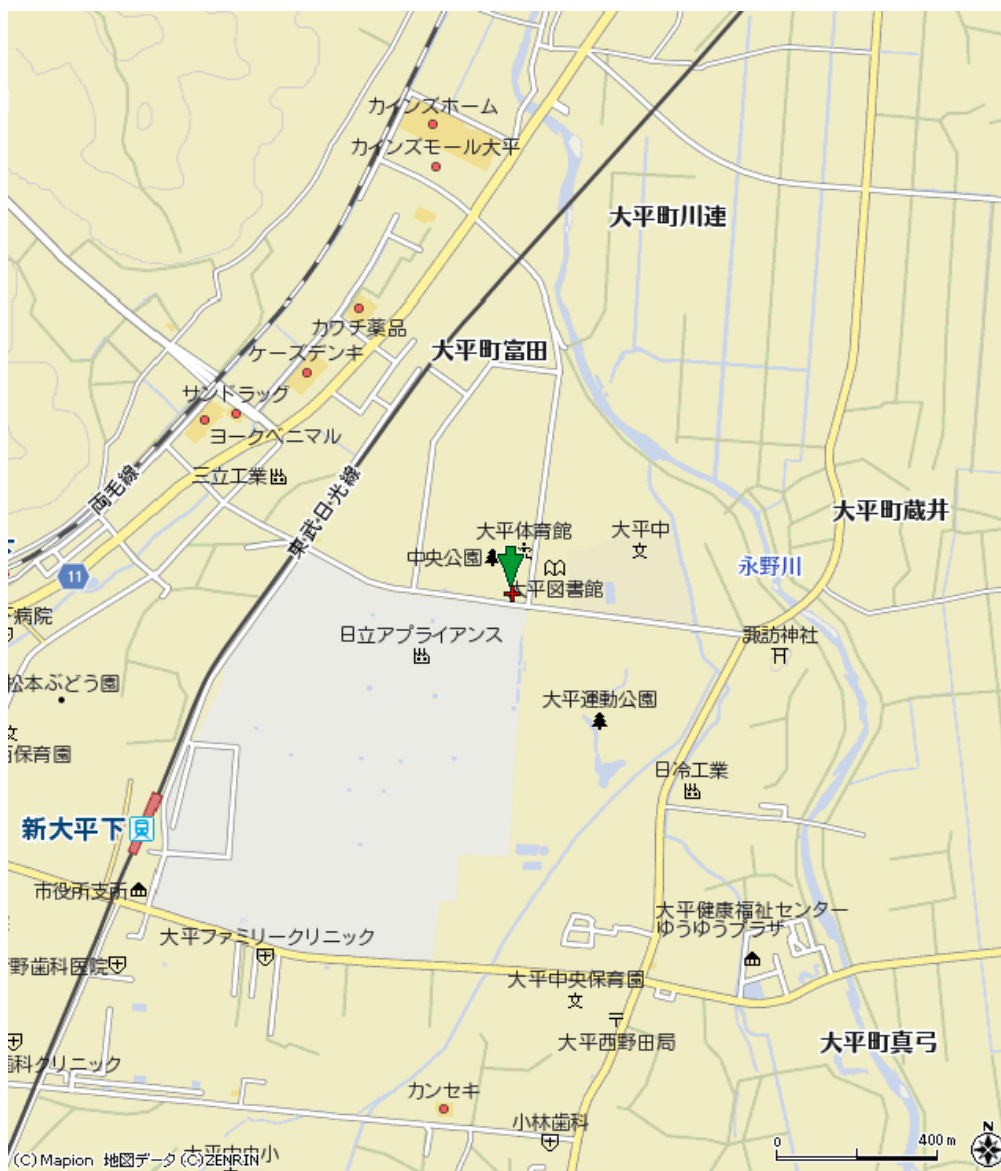 カインズホーム
カインズモール大平
大平町川連
カワチ薬品
大平町富田
ケーズデンキ
サンドラッグ
ヨークベニマル
両毛線
三立工業
東武・日・光線
大平町蔵井
大平体育館
大平中
中央公園
永野川
11
大平図書館
病院
日立アプライアンス
諏訪神社
松本ぶどう園
大平運動公園
保育園
日冷工業
新大平下
市役所支所
大平健康福祉センター
ゆうゆうプラザ
大平ファミリークリニック
野歯科医院
大平中央保育園
大平西野田局
大平町真弓
歯科クリニック
カンセキ
小林歯科
0 400m
N
(C) Mapion 地図データ (C)ZENRIN